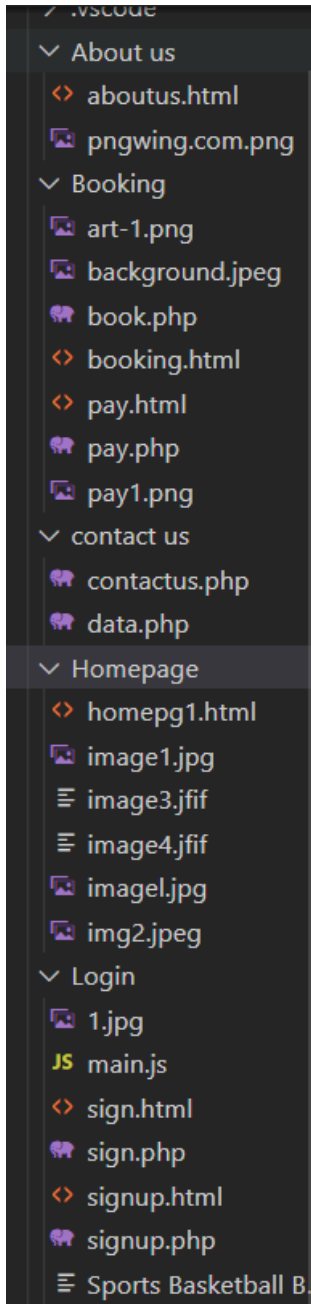 .vscode
About us
aboutus.html
pngwing.com.png
Booking
art-1.png
background.jpeg
book.php
booking.html
pay.html
pay.php
pay1.png
contact us
contactus.php
data.php
Homepage
homepg1.html
image1.jpg
image3.jfif
image4.jfif
imagel.jpg
img2.jpeg
Login
1.jpg
JS main.js
sign.html
sign.php
signup.html
signup.php
Sports Basketball B.